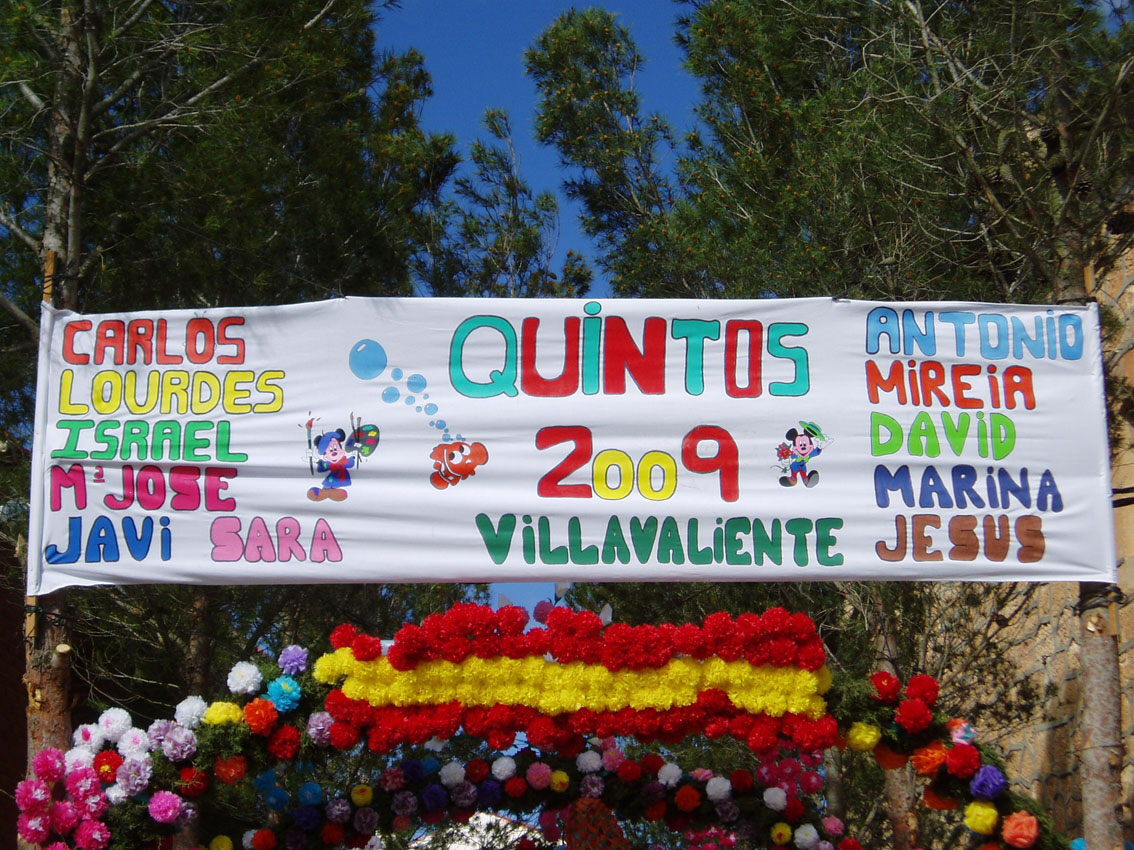 CARLOS
LOURDES
ISRAEL
Mª JOSE
JAVi SARA
QUiNTOS
2009
ViLLAVALiENTE
ANTONiO
MiREiA
DAViD
MARiNA
JESUS